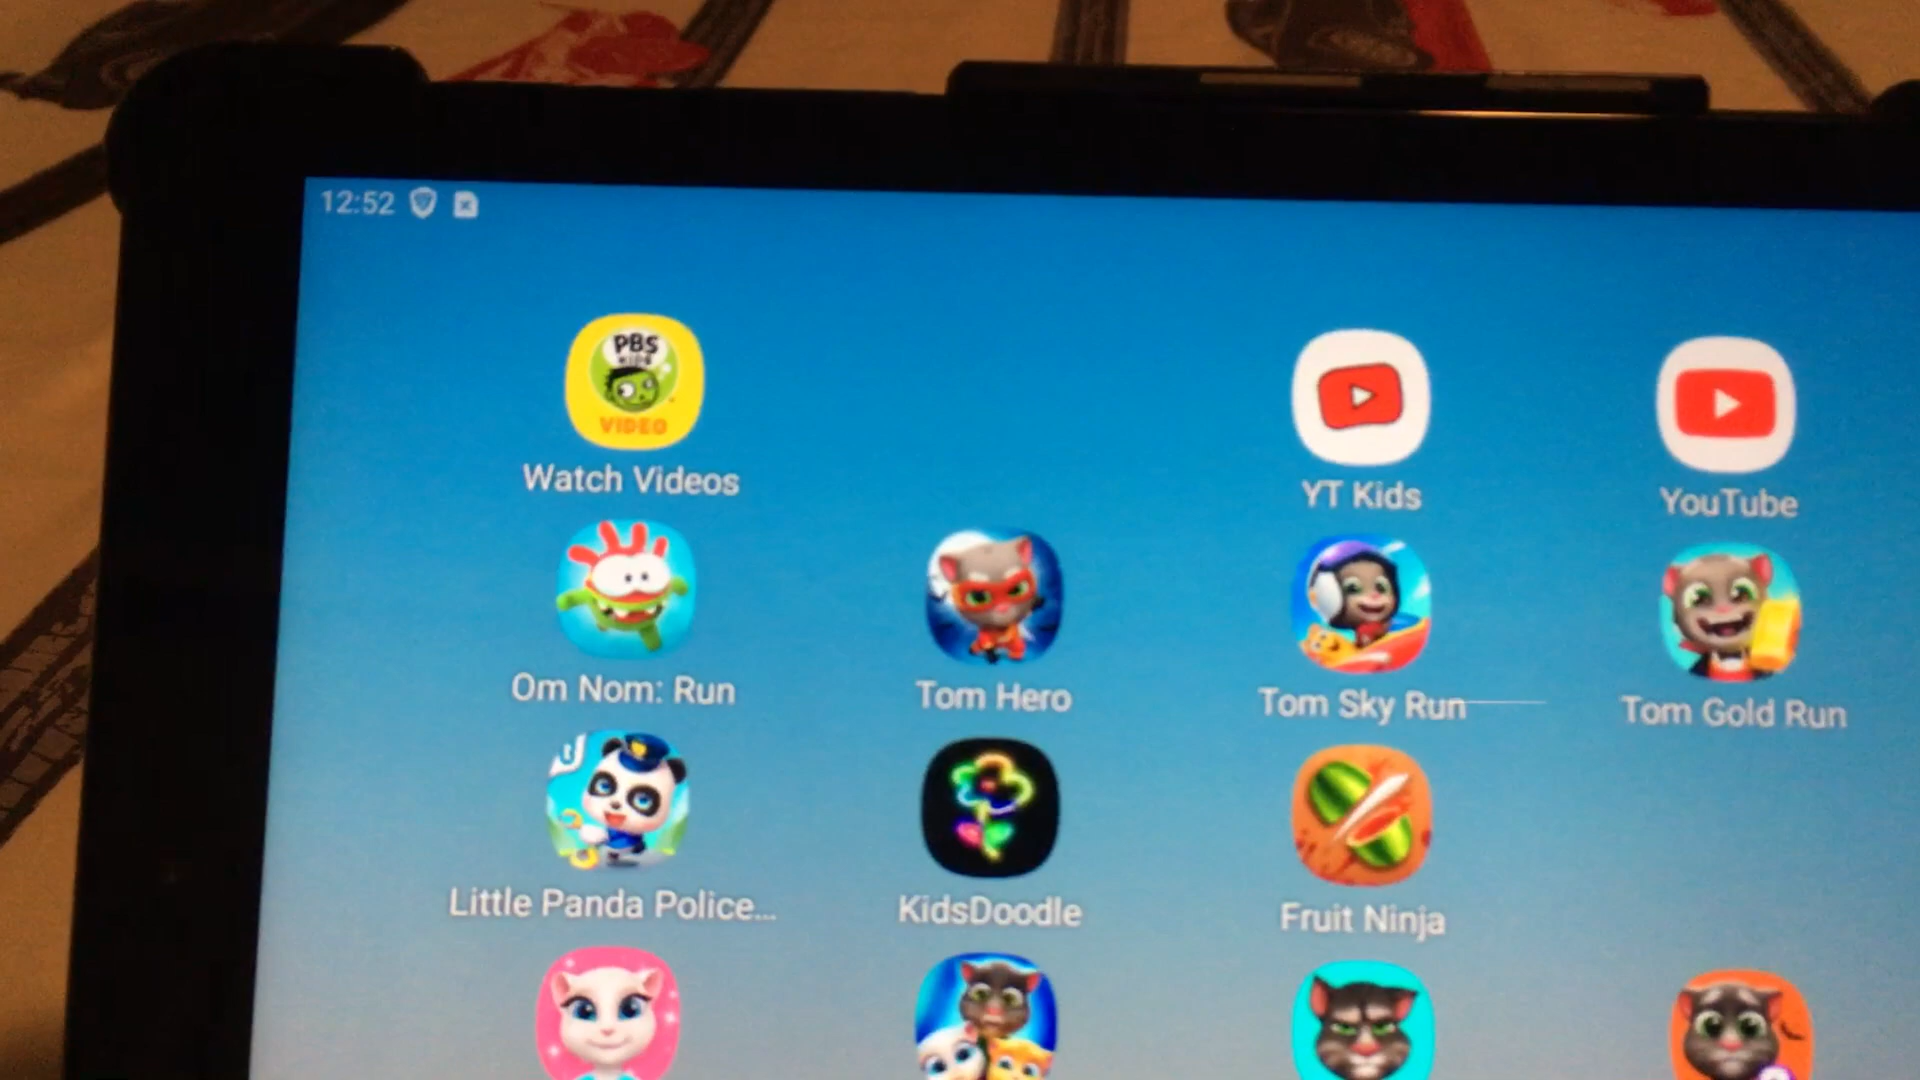 12:52
PBS
KIDS
VIDEO
Watch Videos
YT Kids
YouTube
Om Nom: Run
Tom Hero
Tom Sky Run
Tom Gold Run
Little Panda Police...
KidsDoodle
Fruit Ninja